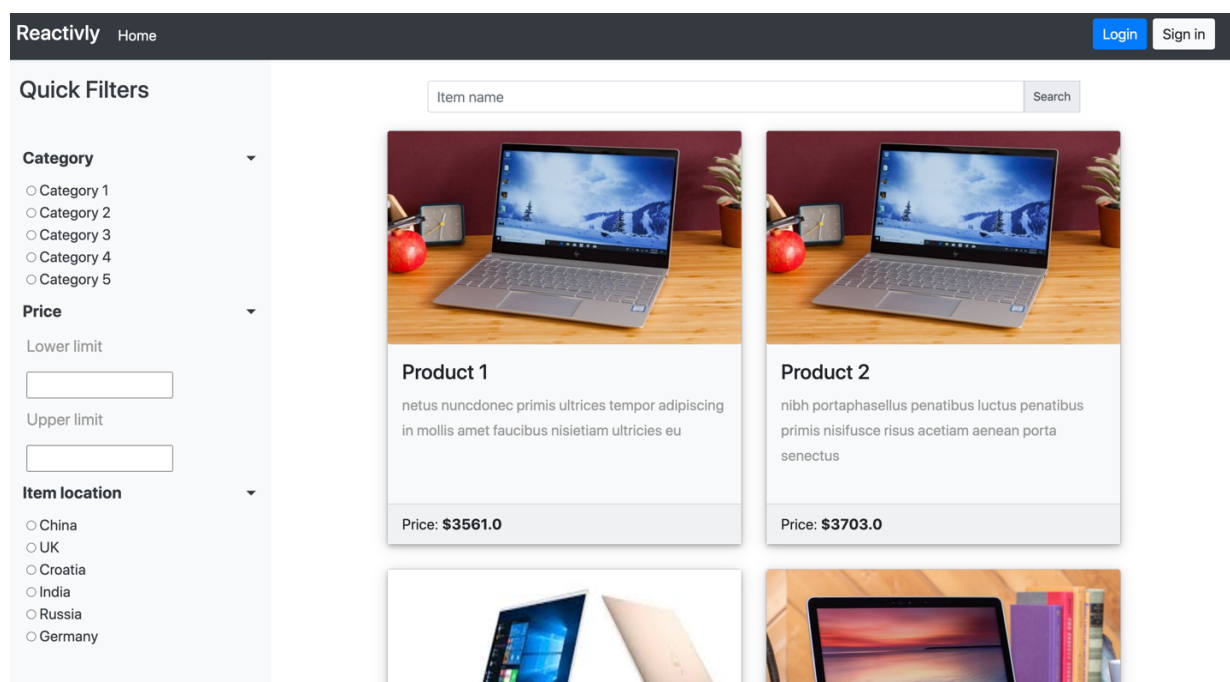 Reactivly Home Login Sign in
Quick Filters
Item name Search
Category
Category 1
Category 2
Category 3
Category 4
Category 5
Price
Lower limit
Upper limit
Item location
China
UK
Croatia
India
Russia
Germany
Product 1
netus nuncdonec primis ultrices tempor adipiscing
in mollis amet faucibus nisietiam ultricies eu
Price: $3561.0
Product 2
nibh portaphasellus penatibus luctus penatibus
primis nisifusce risus acetiam aenean porta
senectus
Price: $3703.0